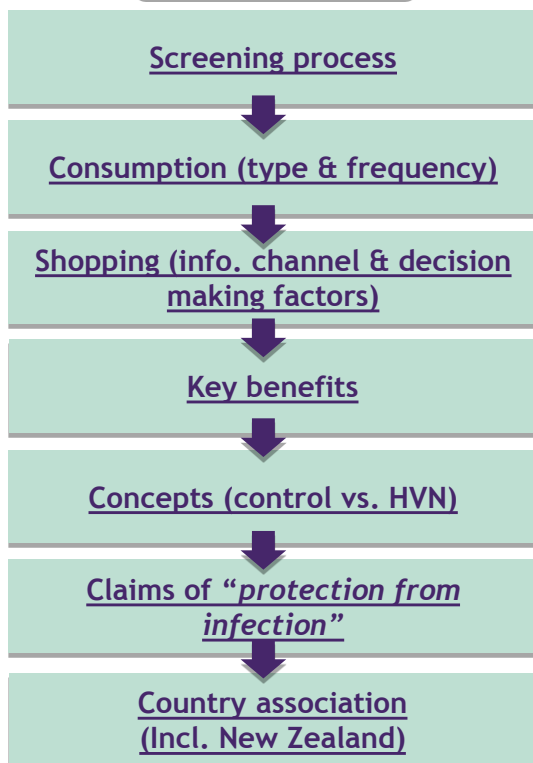 Screening process
Consumption (type & frequency)
Shopping (info. channel & decision
making factors)
Key benefits
Concepts (control vs. HVN)
Claims of “protection from
infection”
Country association
(Incl. New Zealand)